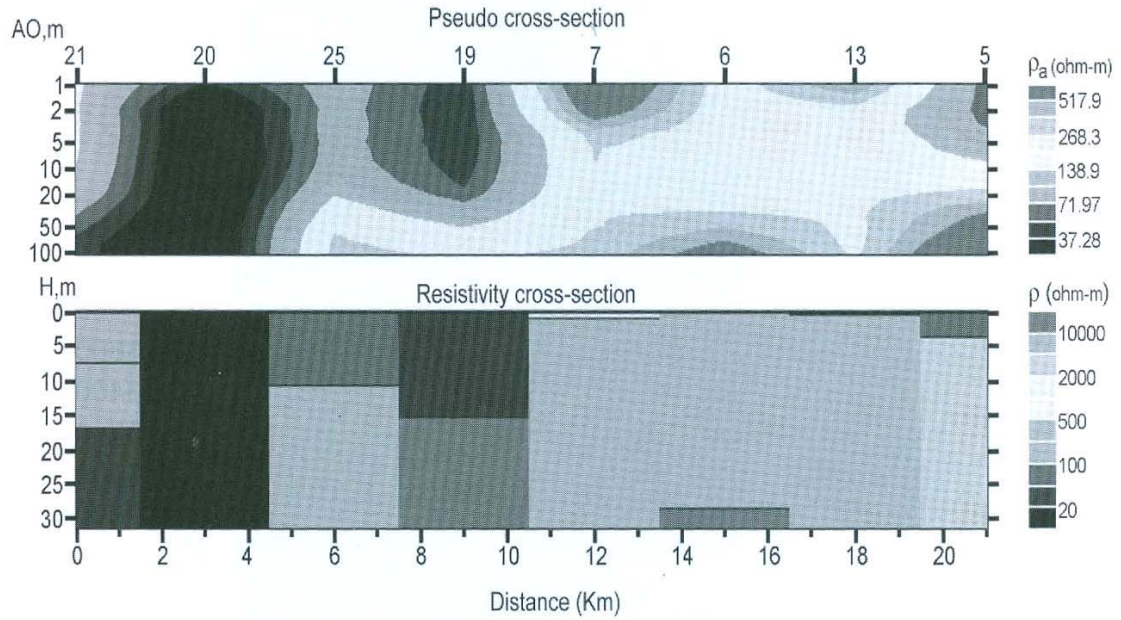 Pseudo cross-section
AO,m
21 20 25 19 7 6 13 5
1
2
5
10
20
50
100
ρa (ohm-m)
517.9
268.3
138.9
71.97
37.28
H,m
Resistivity cross-section
0
5
10
15
20
25
30
0 2 4 6 8 10 12 14 16 18 20
Distance (Km)
ρ (ohm-m)
10000
2000
500
100
20